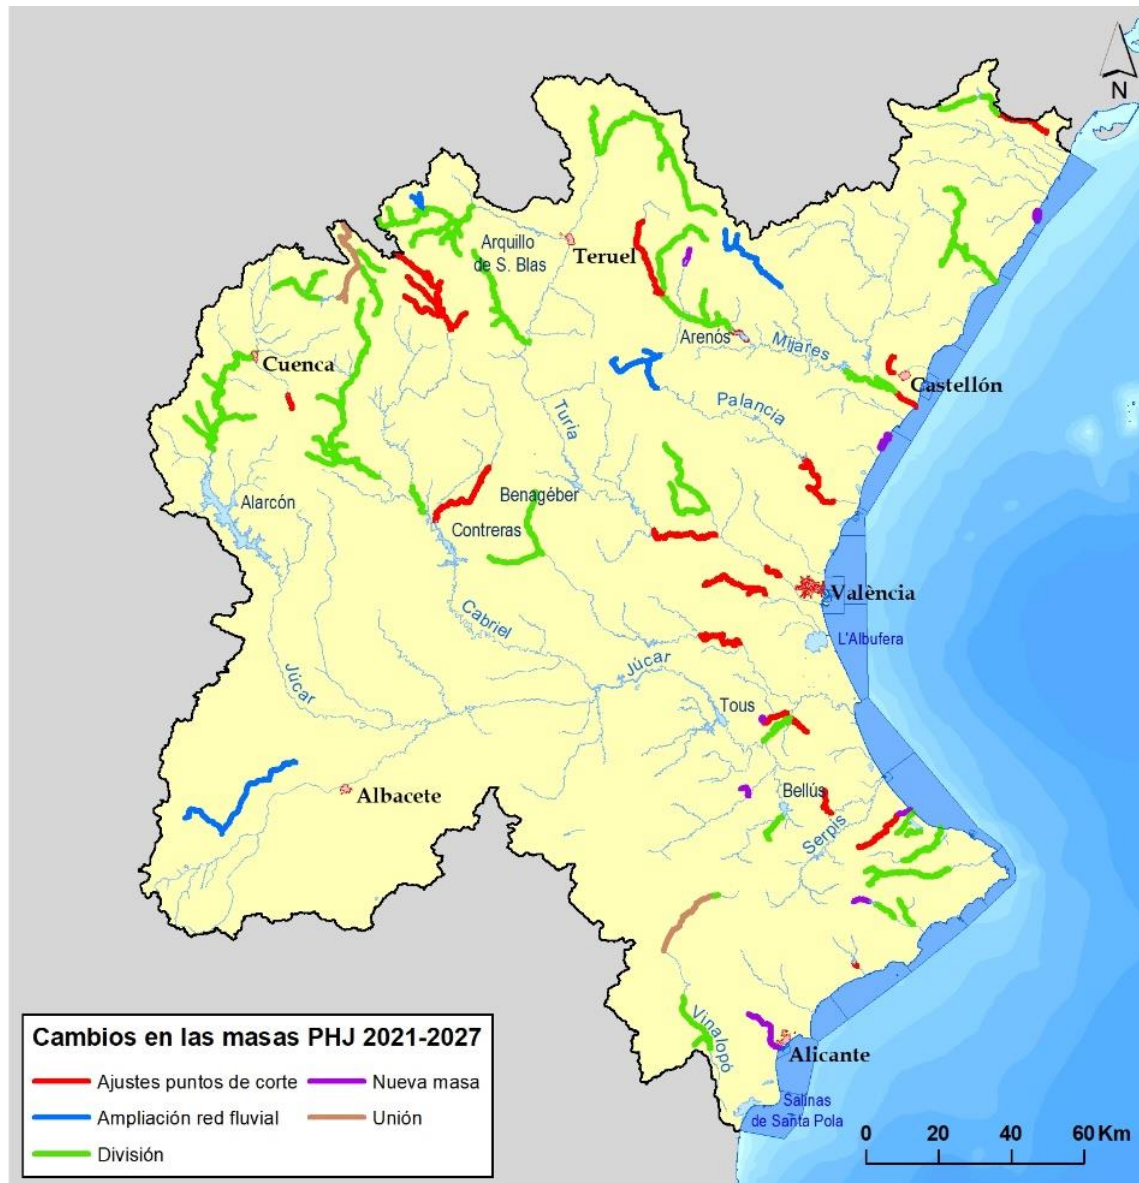 N
Arquillo
de S. Blas
Teruel
Cuenca
Arenós
Mijares
Castellón
Palancia
Turia
Alarcón
Benagéber
Contreras
València
Cabriel
L'Albufera
Júcar
Júcar
Tous
Albacete
Bellús
Serpis
Vinalopó
Alicante
Salinas
de Santa Pola
Cambios en las masas PHJ 2021-2027
Ajustes puntos de corte
Nueva masa
Ampliación red fluvial
Unión
División
0 20 40 60 Km